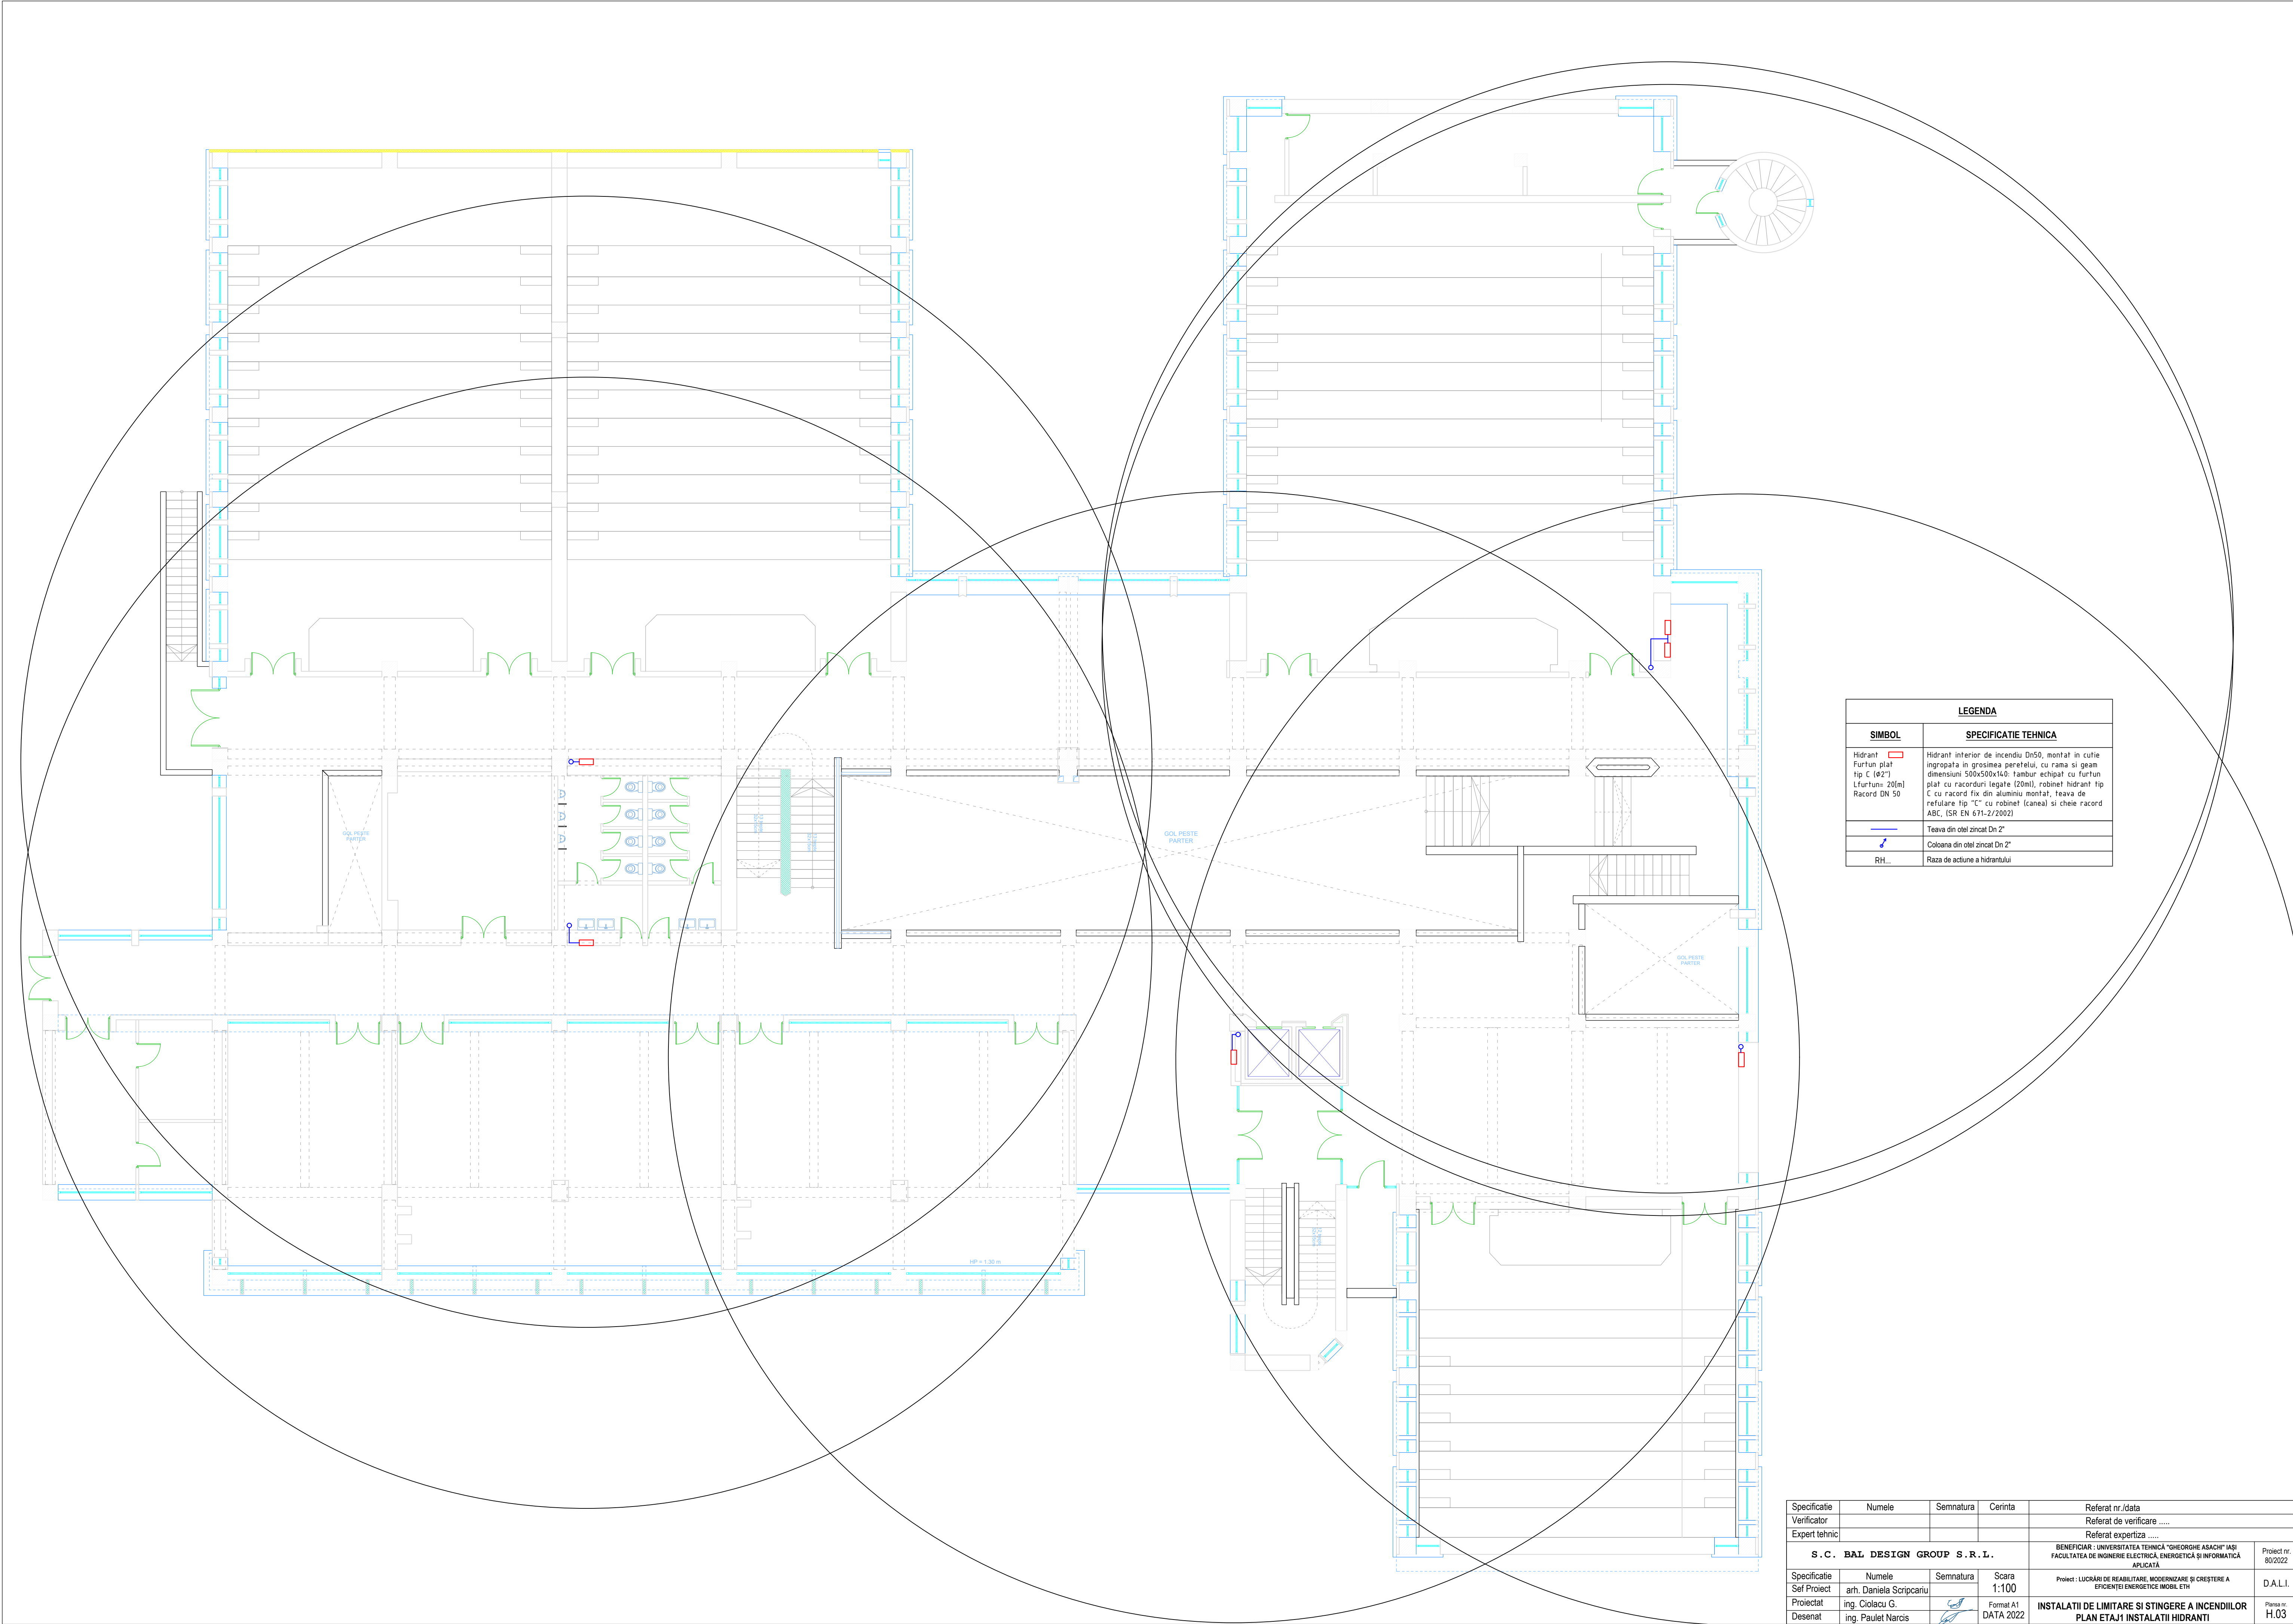 GOL PESTE
PARTER
GOL PESTE
PARTER
GOL PESTE
PARTER
HP = 1.30 m
LEGENDA
SIMBOL
SPECIFICATIE TEHNICA
Hidrant
Furtun plat
tip C (Ø2")
Lfurtun= 20[m]
Racord DN 50
Hidrant interior de incendiu Dn50, montat in cutie
ingropata in grosimea peretelui, cu rama si geam
dimensiuni 500x500x140: tambur echipat cu furtun
plat cu racorduri legate (20ml), robinet hidrant tip
C cu racord fix din aluminiu montat, teava de
refulare tip "C" cu robinet (canea) si cheie racord
ABC, (SR EN 671-2/2002)
Teava din otel zincat Dn 2"
Coloana din otel zincat Dn 2"
RH...
Raza de actiune a hidrantului
Specificatie Numele Semnatura Cerinta Referat nr./data
Verificator Referat de verificare .....
Expert tehnic Referat expertiza .....
S.C. BAL DESIGN GROUP S.R.L.
BENEFICIAR : UNIVERSITATEA TEHNICĂ "GHEORGHE ASACHI" IAȘI
FACULTATEA DE INGINERIE ELECTRICĂ, ENERGETICĂ ȘI INFORMATICĂ
APLICATĂ
Proiect nr.
80/2022
Specificatie Numele Semnatura Scara
1:100
Proiect : LUCRĂRI DE REABILITARE, MODERNIZARE ȘI CREȘTERE A
EFICIENȚEI ENERGETICE IMOBIL ETH
D.A.L.I.
Sef Proiect arh. Daniela Scripcariu
Proiectat ing. Ciolacu G.
Desenat ing. Paulet Narcis
Format A1
DATA 2022
INSTALATII DE LIMITARE SI STINGERE A INCENDIILOR
PLAN ETAJ1 INSTALATII HIDRANTI
Plansa nr.
H.03